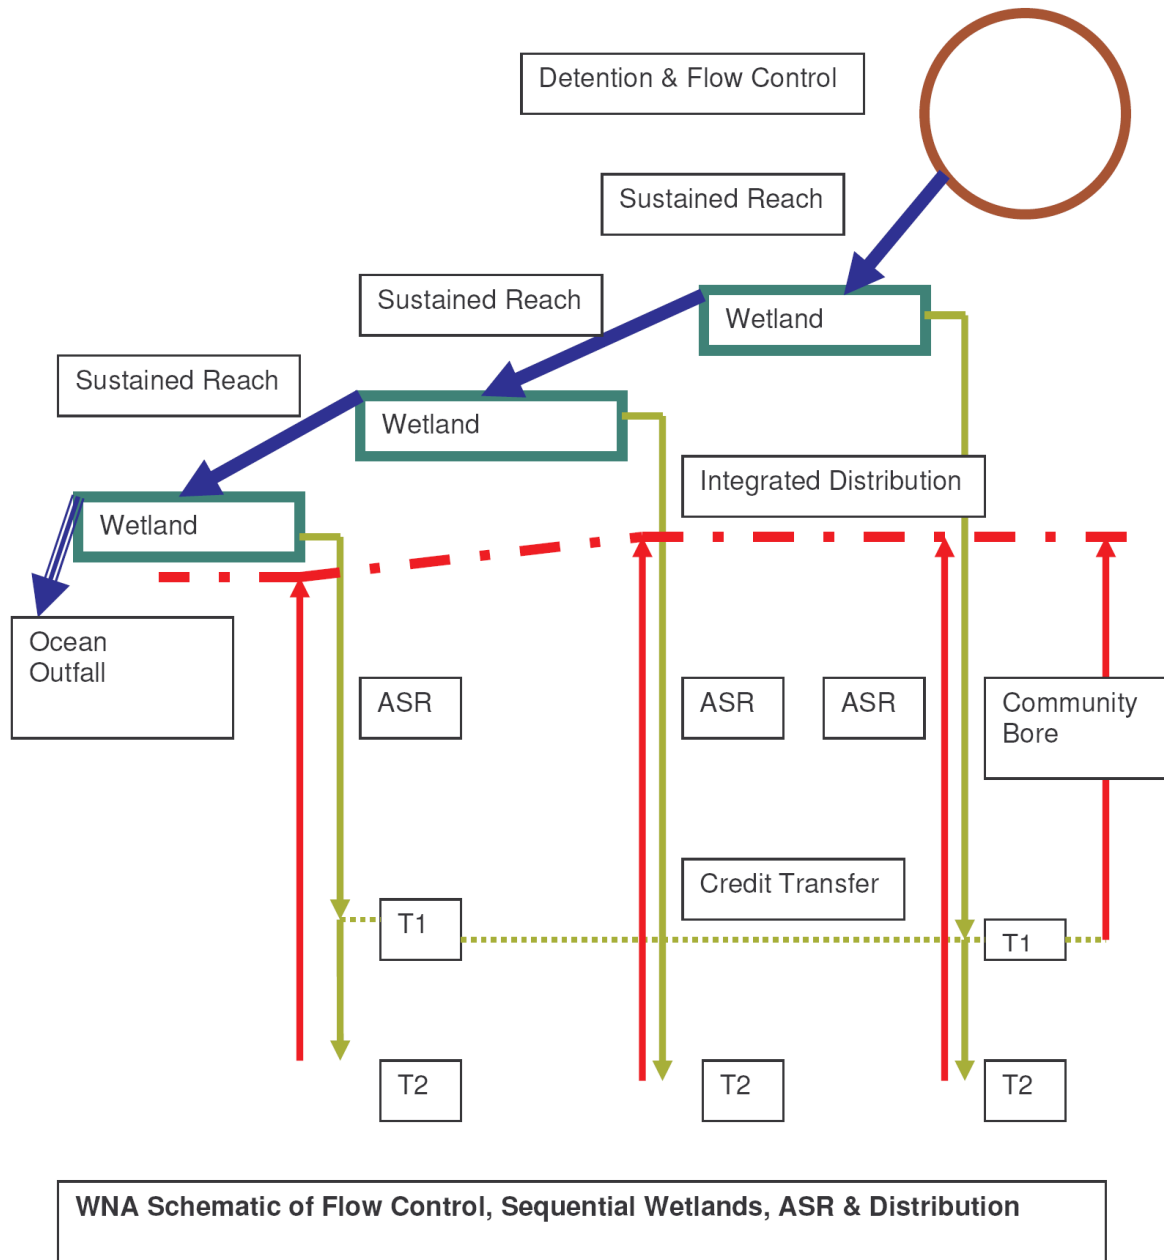 Detention & Flow Control
Sustained Reach
Sustained Reach
Wetland
Sustained Reach
Wetland
Integrated Distribution
Wetland
Ocean
Outfall
ASR
ASR
ASR
Community
Bore
Credit Transfer
T1
T1
T2
T2
T2
WNA Schematic of Flow Control, Sequential Wetlands, ASR & Distribution